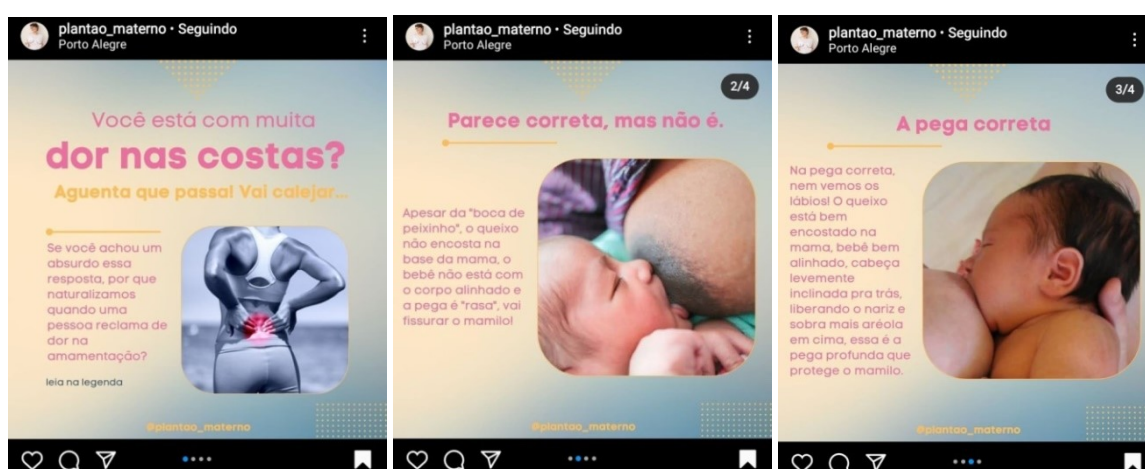 plantao_materno • Seguindo
Porto Alegre
Você está com muita
dor nas costas?
Aguenta que passa! Vai calejar...
Se você achou um
absurdo essa
resposta, por que
naturalizamos
quando uma
pessoa reclama de
dor na
amamentação?
leia na legenda
@plantao_materno
plantao_materno • Seguindo
Porto Alegre
2/4
Parece correta, mas não é.
Apesar da "boca de
peixinho", o queixo
não encosta na
base da mama, o
bebê não está com
o corpo alinhado e
a pega é "rasa", vai
fissurar o mamilo!
@plantao_materno
plantao_materno • Seguindo
Porto Alegre
3/4
A pega correta
Na pega correta,
nem vemos os
lábios! O queixo
está bem
encostado na
mama, bebê bem
alinhado, cabeça
levemente
inclinada pra trás,
liberando o nariz e
sobra mais aréola
em cima, essa é a
pega profunda que
protege o mamilo.
@plantao_materno